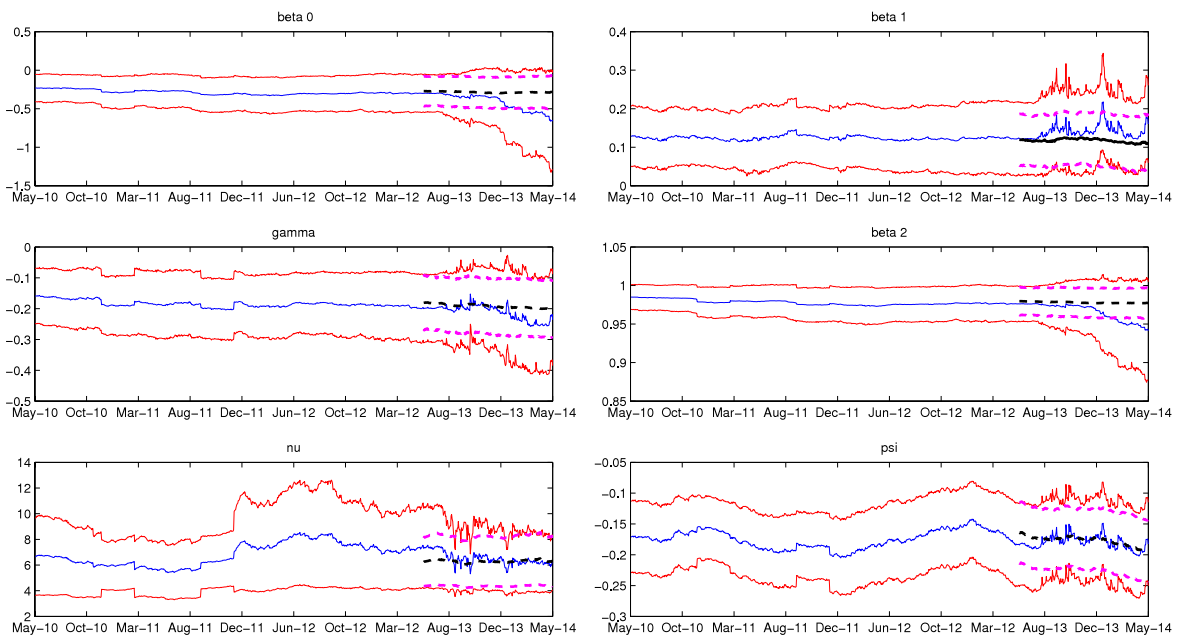 beta 0
0.5
0
−0.5
−1
−1.5
May−10 Oct−10 Mar−11 Aug−11 Dec−11 Jun−12 Oct−12 Mar−12 Aug−13 Dec−13 May−14
beta 1
0.4
0.3
0.2
0.1
0
May−10 Oct−10 Mar−11 Aug−11 Dec−11 Jun−12 Oct−12 Mar−12 Aug−13 Dec−13 May−14
gamma
0
−0.1
−0.2
−0.3
−0.4
−0.5
May−10 Oct−10 Mar−11 Aug−11 Dec−11 Jun−12 Oct−12 Mar−12 Aug−13 Dec−13 May−14
beta 2
1.05
1
0.95
0.9
0.85
May−10 Oct−10 Mar−11 Aug−11 Dec−11 Jun−12 Oct−12 Mar−12 Aug−13 Dec−13 May−14
nu
14
12
10
8
6
4
2
May−10 Oct−10 Mar−11 Aug−11 Dec−11 Jun−12 Oct−12 Mar−12 Aug−13 Dec−13 May−14
psi
−0.05
−0.1
−0.15
−0.2
−0.25
−0.3
May−10 Oct−10 Mar−11 Aug−11 Dec−11 Jun−12 Oct−12 Mar−12 Aug−13 Dec−13 May−14